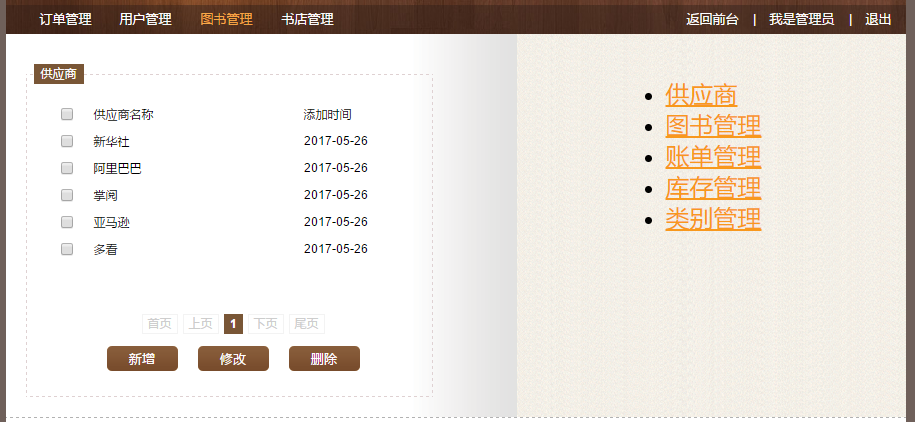 订单管理 用户管理 图书管理 书店管理 返回前台 | 我是管理员 | 退出
供应商
供应商名称 添加时间
新华社 2017-05-26
阿里巴巴 2017-05-26
掌阅 2017-05-26
亚马逊 2017-05-26
多看 2017-05-26
首页 上页 1 下页 尾页
新增 修改 删除
供应商
图书管理
账单管理
库存管理
类别管理